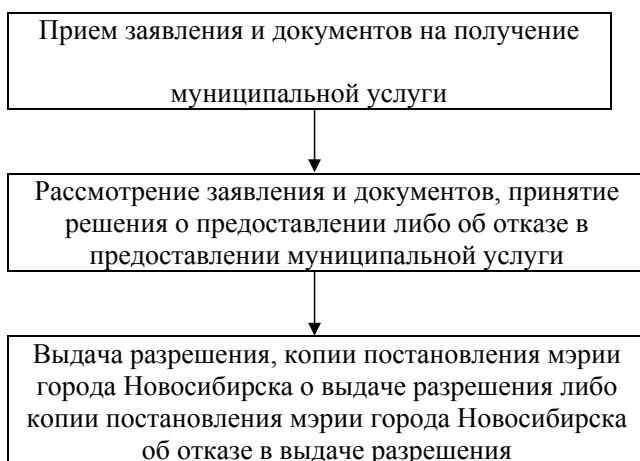 Прием заявления и документов на получение
муниципальной услуги
Рассмотрение заявления и документов, принятие
решения о предоставлении либо об отказе в
предоставлении муниципальной услуги
Выдача разрешения, копии постановления мэрии
города Новосибирска о выдаче разрешения либо
копии постановления мэрии города Новосибирска
об отказе в выдаче разрешения